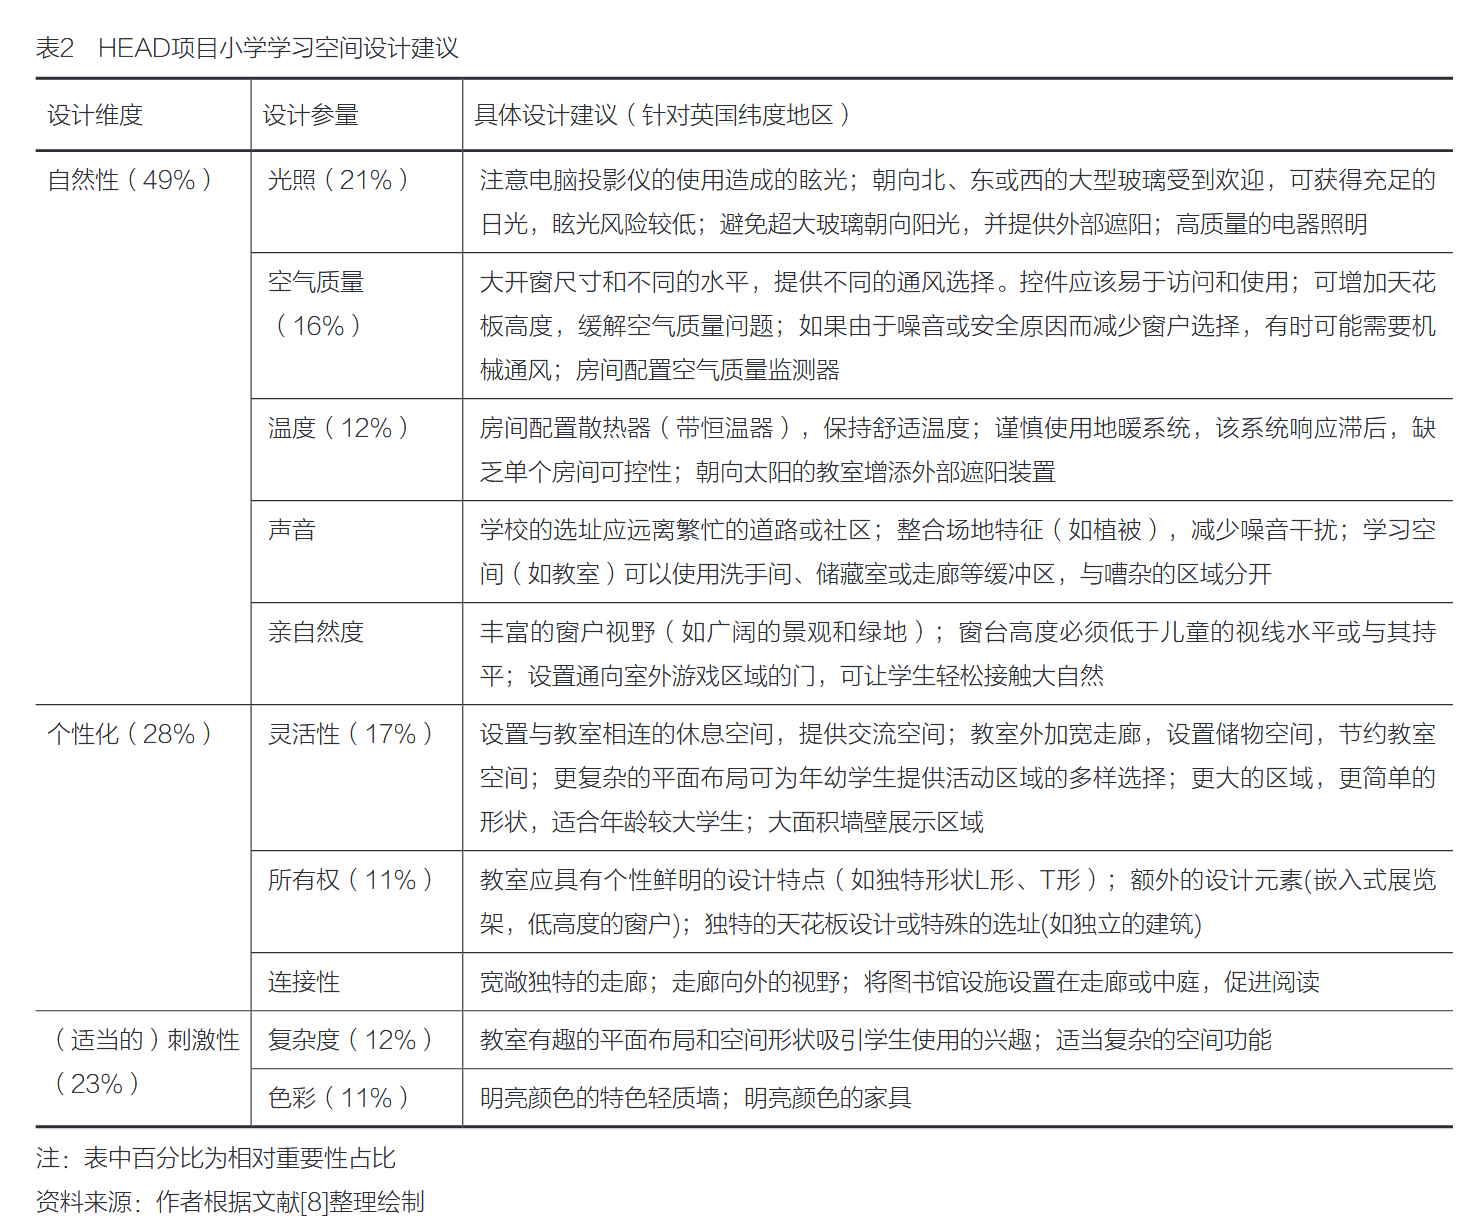 表2 HEAD项目小学学习空间设计建议
设计维度 设计参量 具体设计建议（针对英国纬度地区）
自然性（49%） 光照（21%） 注意电脑投影仪的使用造成的眩光；朝向北、东或西的大型玻璃受到欢迎，可获得充足的
日光，眩光风险较低；避免超大玻璃朝向阳光，并提供外部遮阳；高质量的电器照明
空气质量 大开窗尺寸和不同的水平，提供不同的通风选择。控件应该易于访问和使用；可增加天花
（16%） 板高度，缓解空气质量问题；如果由于噪音或安全原因而减少窗户选择，有时可能需要机
械通风；房间配置空气质量监测器
温度（12%） 房间配置散热器（带恒温器），保持舒适温度；谨慎使用地暖系统，该系统响应滞后，缺
乏单个房间可控性；朝向太阳的教室增添外部遮阳装置
声音 学校的选址应远离繁忙的道路或社区；整合场地特征（如植被），减少噪音干扰；学习空
间（如教室）可以使用洗手间、储藏室或走廊等缓冲区，与嘈杂的区域分开
亲自然度 丰富的窗户视野（如广阔的景观和绿地）；窗台高度必须低于儿童的视线水平或与其持
平；设置通向室外游戏区域的门，可让学生轻松接触大自然
个性化（28%） 灵活性（17%） 设置与教室相连的休息空间，提供交流空间；教室外加宽走廊，设置储物空间，节约教室
空间；更复杂的平面布局可为年幼学生提供活动区域的多样选择；更大的区域，更简单的
形状，适合年龄较大学生；大面积墙壁展示区域
所有权（11%） 教室应具有个性鲜明的设计特点（如独特形状L形、T形）；额外的设计元素(嵌入式展览
架，低高度的窗户)；独特的天花板设计或特殊的选址(如独立的建筑)
连接性 宽敞独特的走廊；走廊向外的视野；将图书馆设施设置在走廊或中庭，促进阅读
（适当的）刺激性 复杂度（12%） 教室有趣的平面布局和空间形状吸引学生使用的兴趣；适当复杂的空间功能
（23%）
色彩（11%） 明亮颜色的特色轻质墙；明亮颜色的家具
注：表中百分比为相对重要性占比
资料来源：作者根据文献[8]整理绘制